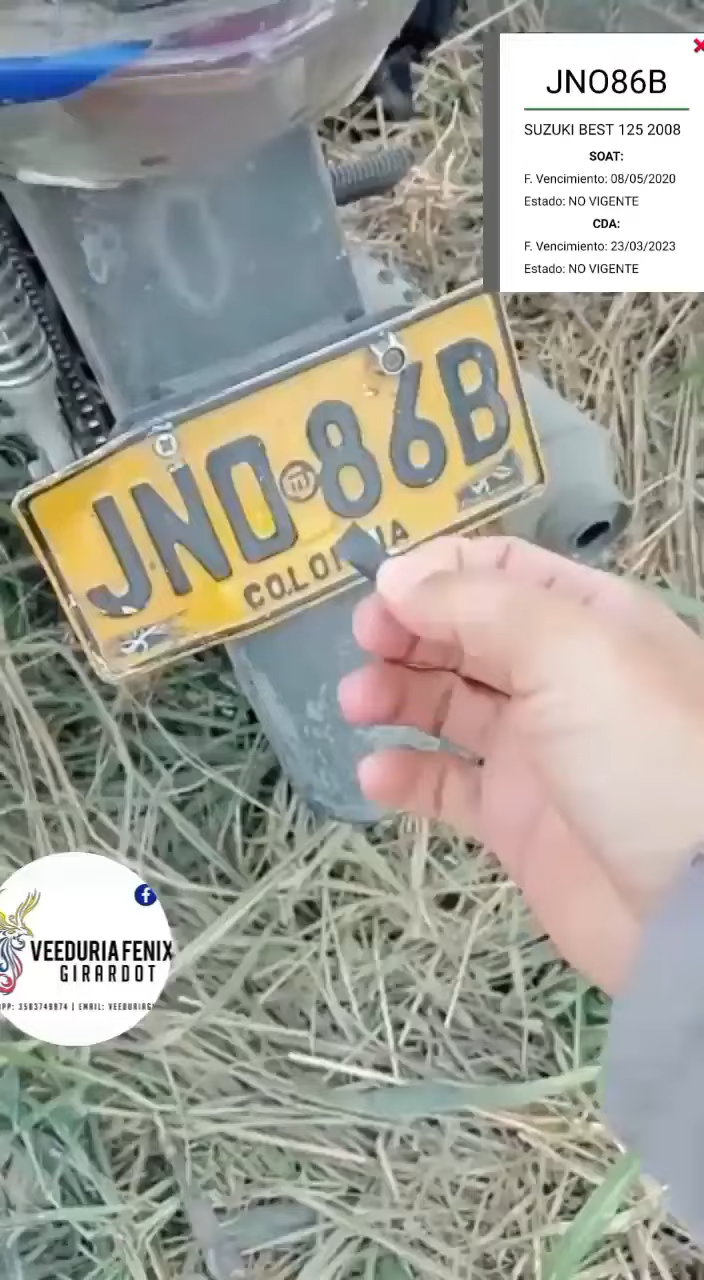 JNO86B
SUZUKI BEST 125 2008
SOAT:
F. Vencimiento: 08/05/2020
Estado: NO VIGENTE
CDA:
F. Vencimiento: 23/03/2023
Estado: NO VIGENTE
JNO 86B
VEEDURIA FENIX
GIRARDOT
EMAIL: